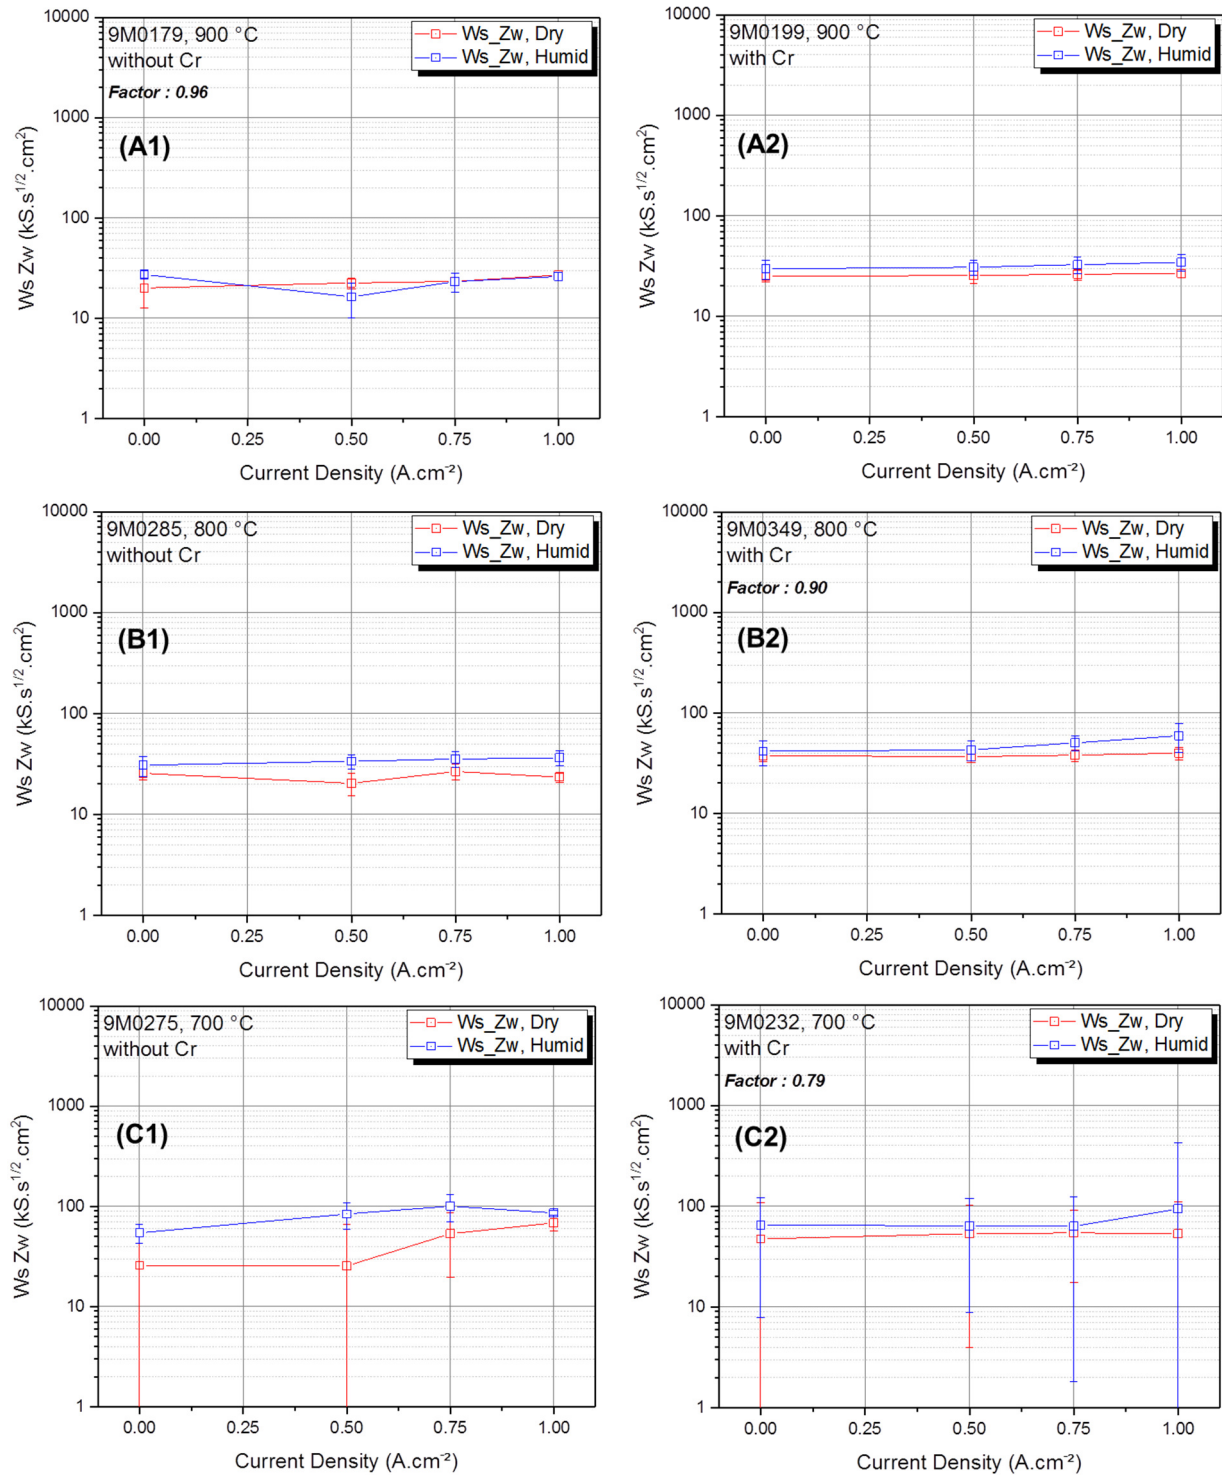 9M0179, 900 °C
without Cr
Factor : 0.96
(A1)
Ws_Zw, Dry
Ws_Zw, Humid
Ws Zw (kS.s^1/2.cm²)
10000
1000
100
10
1
0.00 0.25 0.50 0.75 1.00
Current Density (A.cm⁻²)
9M0199, 900 °C
with Cr
(A2)
Ws_Zw, Dry
Ws_Zw, Humid
Ws Zw (kS.s^1/2.cm²)
10000
1000
100
10
1
0.00 0.25 0.50 0.75 1.00
Current Density (A.cm⁻²)
9M0285, 800 °C
without Cr
(B1)
Ws_Zw, Dry
Ws_Zw, Humid
Ws Zw (kS.s^1/2.cm²)
10000
1000
100
10
1
0.00 0.25 0.50 0.75 1.00
Current Density (A.cm⁻²)
9M0349, 800 °C
with Cr
Factor : 0.90
(B2)
Ws_Zw, Dry
Ws_Zw, Humid
Ws Zw (kS.s^1/2.cm²)
10000
1000
100
10
1
0.00 0.25 0.50 0.75 1.00
Current Density (A.cm⁻²)
9M0275, 700 °C
without Cr
(C1)
Ws_Zw, Dry
Ws_Zw, Humid
Ws Zw (kS.s^1/2.cm²)
10000
1000
100
10
1
0.00 0.25 0.50 0.75 1.00
Current Density (A.cm⁻²)
9M0232, 700 °C
with Cr
Factor : 0.79
(C2)
Ws_Zw, Dry
Ws_Zw, Humid
Ws Zw (kS.s^1/2.cm²)
10000
1000
100
10
1
0.00 0.25 0.50 0.75 1.00
Current Density (A.cm⁻²)